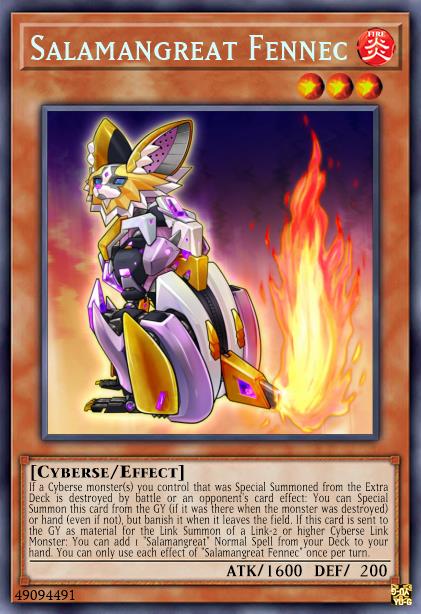 Salamangreat Fennec
FIRE
炎
[Cyberse/Effect]
If a Cyberse monster(s) you control that was Special Summoned from the Extra
Deck is destroyed by battle or an opponent's card effect: You can Special
Summon this card from the GY (if it was there when the monster was destroyed)
or hand (even if not), but banish it when it leaves the field. If this card is sent
to the GY as material for the Link Summon of a Link-2 or higher Cyberse Link
Monster: You can add 1 "Salamangreat" Normal Spell from your Deck to your
hand. You can only use each effect of "Salamangreat Fennec" once per turn.
ATK/1600 DEF/ 200
49094491